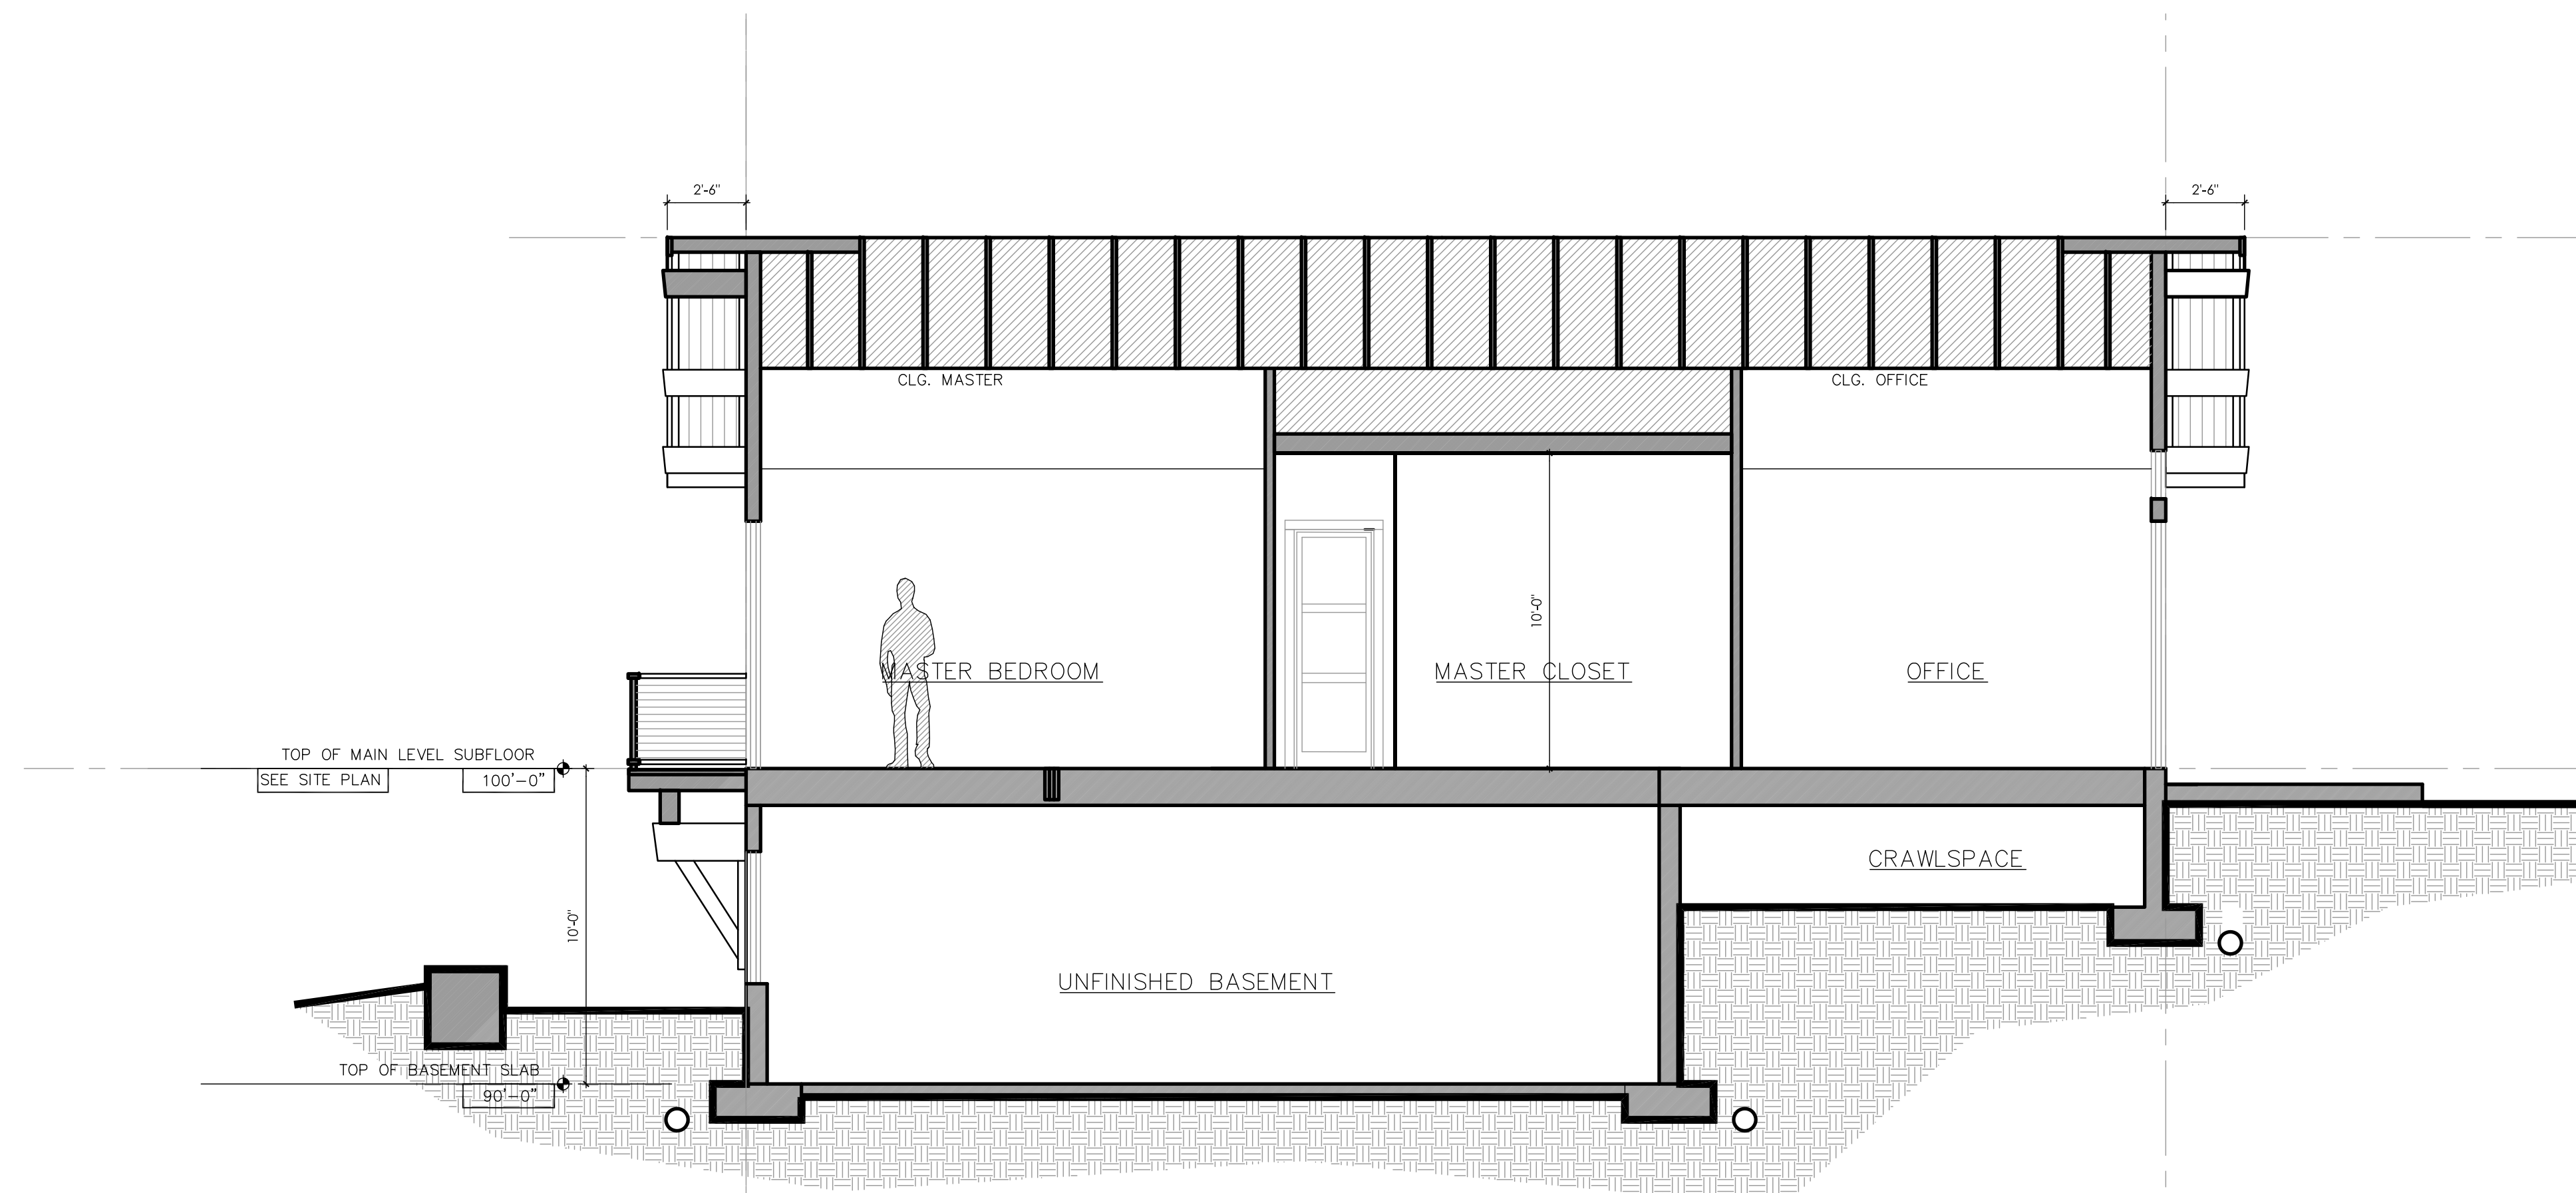 2'-6"
2'-6"
CLG. MASTER
CLG. OFFICE
10'-0"
MASTER BEDROOM
MASTER CLOSET
OFFICE
TOP OF MAIN LEVEL SUBFLOOR
SEE SITE PLAN
100'-0"
CRAWLSPACE
10'-0"
UNFINISHED BASEMENT
TOP OF BASEMENT SLAB
90'-0"